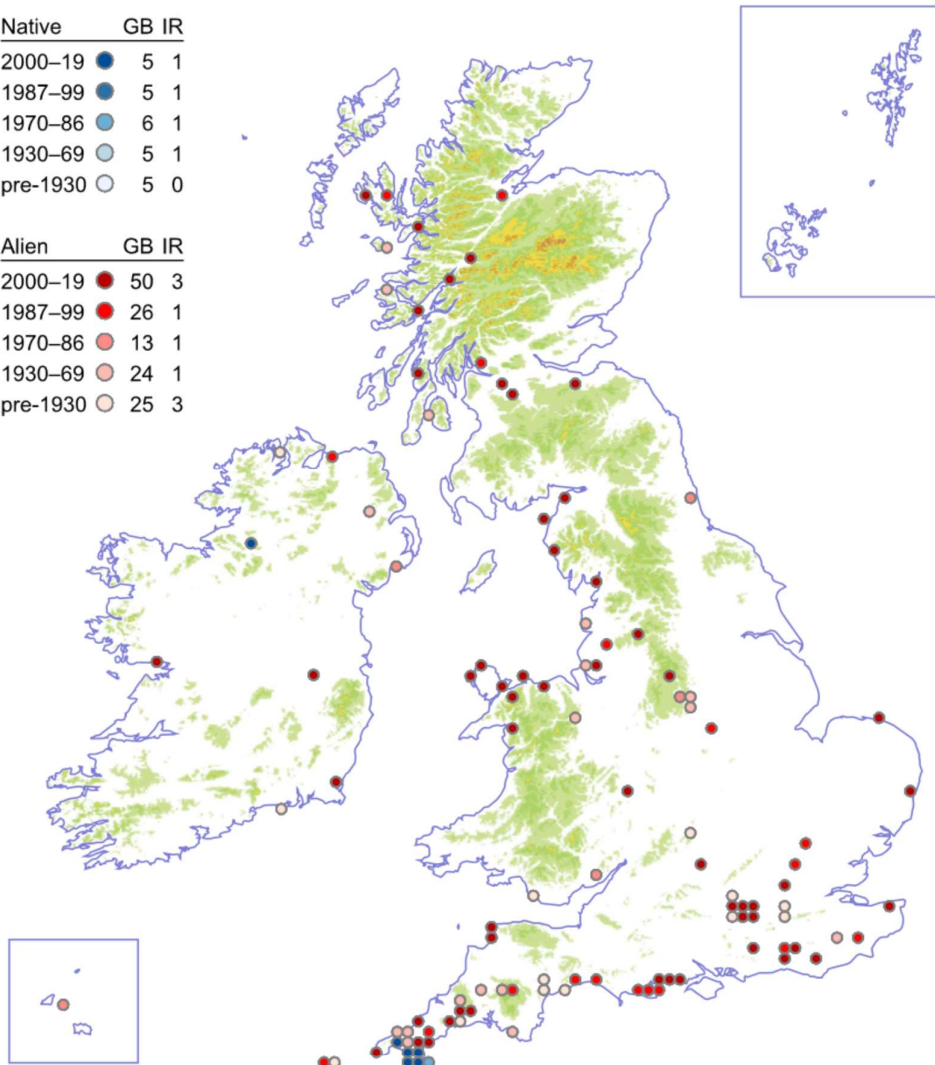 Native GB IR
2000–19 5 1
1987–99 5 1
1970–86 6 1
1930–69 5 1
pre-1930 5 0
Alien GB IR
2000–19 50 3
1987–99 26 1
1970–86 13 1
1930–69 24 1
pre-1930 25 3